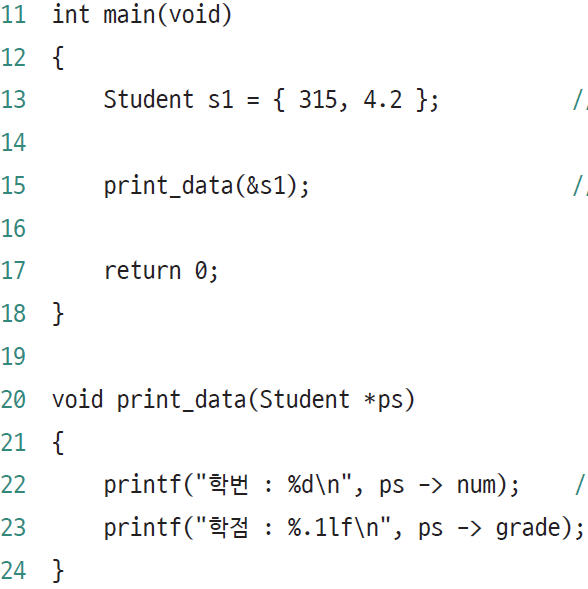 11 int main(void)
12 {
13     Student s1 = { 315, 4.2 };          //
14
15     print_data(&s1);                    //
16
17     return 0;
18 }
19
20 void print_data(Student *ps)
21 {
22     printf("학번 : %d\n", ps -> num);    /
23     printf("학점 : %.1lf\n", ps -> grade);
24 }